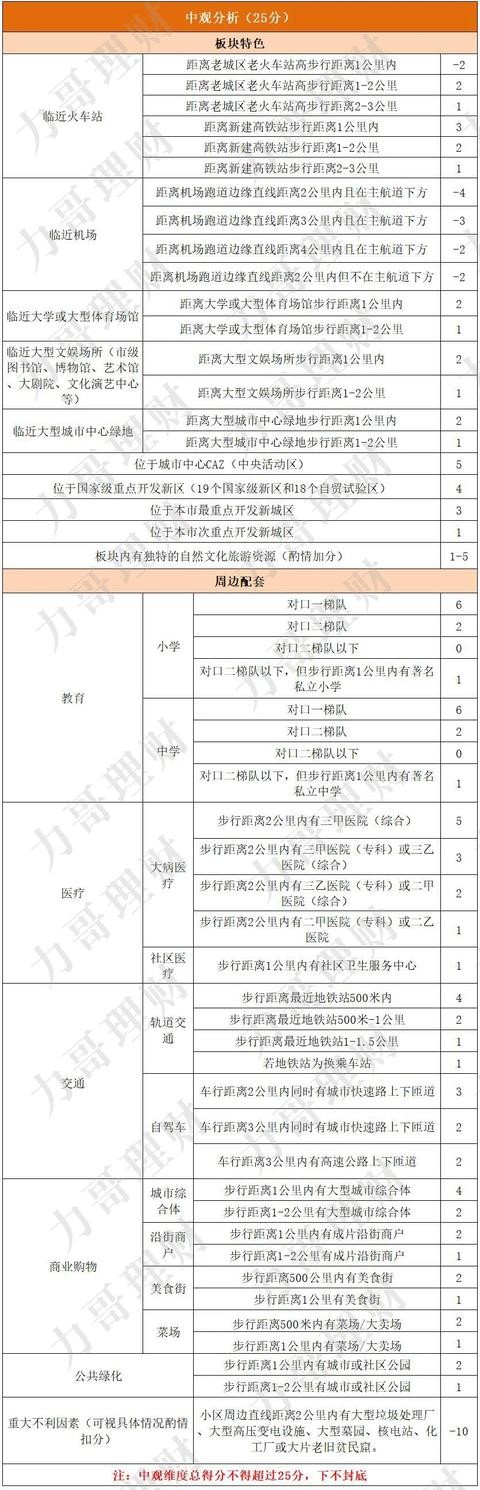 中观分析（25分）
板块特色
临近火车站
距离老城区老火车站高步行距离1公里内 -2
距离老城区老火车站高步行距离1-2公里 2
距离老城区老火车站高步行距离2-3公里 1
距离新建高铁站步行距离1公里内 3
距离新建高铁站步行距离1-2公里 2
距离新建高铁站步行距离2-3公里 1
临近机场
距离机场跑道边缘直线距离2公里内且在主航道下方 -4
距离机场跑道边缘直线距离3公里内且在主航道下方 -3
距离机场跑道边缘直线距离4公里内且在主航道下方 -2
距离机场跑道边缘直线距离2公里内但不在主航道下方 -2
临近大学或大型体育场馆
距离大学或大型体育场馆步行距离1公里内 2
距离大学或大型体育场馆步行距离1-2公里 1
临近大型文娱场所（市级
图书馆、博物馆、艺术馆
、大剧院、文化演艺中心
等）
距离大型文娱场所步行距离1公里内 2
距离大型文娱场所步行距离1-2公里 1
临近大型城市中心绿地
距离大型城市中心绿地步行距离1公里内 2
距离大型城市中心绿地步行距离1-2公里 1
位于城市中心CAZ（中央活动区） 5
位于国家级重点开发新区（19个国家级新区和18个自贸试验区） 4
位于本市最重点开发新城区 3
位于本市次重点开发新城区 1
板块内有独特的自然文化旅游资源（酌情加分） 1-5
周边配套
教育
小学
对口一梯队 6
对口二梯队 2
对口二梯队以下 0
对口二梯队以下，但步行距离1公里内有著名
私立小学 1
中学
对口一梯队 6
对口二梯队 2
对口二梯队以下 0
对口二梯队以下，但步行距离1公里内有著名
私立中学 1
医疗
大病医
疗
步行距离2公里内有三甲医院（综合） 5
步行距离2公里内有三甲医院（专科）或三乙
医院（综合） 3
步行距离2公里内有三乙医院（专科）或二甲
医院（综合） 2
步行距离2公里内有二甲医院（专科）或二乙
医院 1
社区医
疗
步行距离1公里内有社区卫生服务中心 1
交通
轨道交
通
步行距离最近地铁站500米内 4
步行距离最近地铁站500米-1公里 2
步行距离最近地铁站1-1.5公里 1
若地铁站为换乘车站 1
自驾车
车行距离2公里内同时有城市快速路上下匝道 3
车行距离3公里内同时有城市快速路上下匝道 2
车行距离3公里内有高速公路上下匝道 2
商业购物
城市综
合体
步行距离1公里内有大型城市综合体 4
步行距离1-2公里有大型城市综合体 2
沿街商
户
步行距离1公里内有成片沿街商户 2
步行距离1-2公里有成片沿街商户 1
美食街
步行距离500公里内有美食街 2
步行距离1公里有美食街 1
菜场
步行距离500米内有菜场/大卖场 2
步行距离1公里内有菜场/大卖场 1
公共绿化
步行距离1公里内有城市或社区公园 2
步行距离1-2公里有城市或社区公园 1
重大不利因素（可视具体情况酌情
扣分）
小区周边直线距离2公里内有大型垃圾处理厂
、大型高压变电设施、大型墓园、核电站、化
工厂或大片老旧贫民窟。 -10
注：中观维度总得分不得超过25分，下不封底
力哥理财